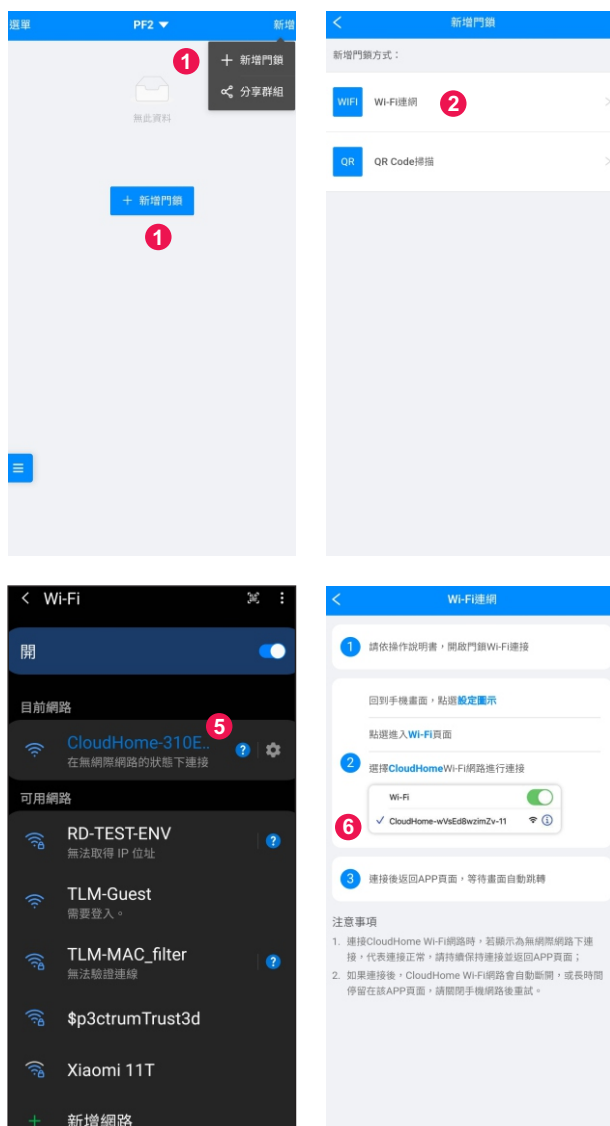 選單
PF2
新增
1
新增門鎖
分享群組
無此資料
新增門鎖
1
新增門鎖
新增門鎖方式：
WIFI
Wi-Fi連網
2
QR
QR Code掃描
Wi-Fi
開
目前網路
5
CloudHome-310E..
在無網際網路的狀態下連接
可用網路
RD-TEST-ENV
無法取得 IP 位址
TLM-Guest
需要登入。
TLM-MAC_filter
無法驗證連線
$p3ctrumTrust3d
Xiaomi 11T
新增網路
Wi-Fi連網
1 請依操作說明書，開啟門鎖Wi-Fi連接
回到手機畫面，點選設定圖示
點選進入Wi-Fi頁面
2 選擇CloudHomeWi-Fi網路進行連接
Wi-Fi
6
CloudHome-wVsEd8wzimZv-11
3 連接後返回APP頁面，等待畫面自動跳轉
注意事項
1. 連接CloudHome Wi-Fi網路時，若顯示為無網際網路下連
接，代表連接正常，請持續保持連接並返回APP頁面；
2. 如果連接後，CloudHome Wi-Fi網路會自動斷開，或長時間
停留在該APP頁面，請關閉手機網路後重試。